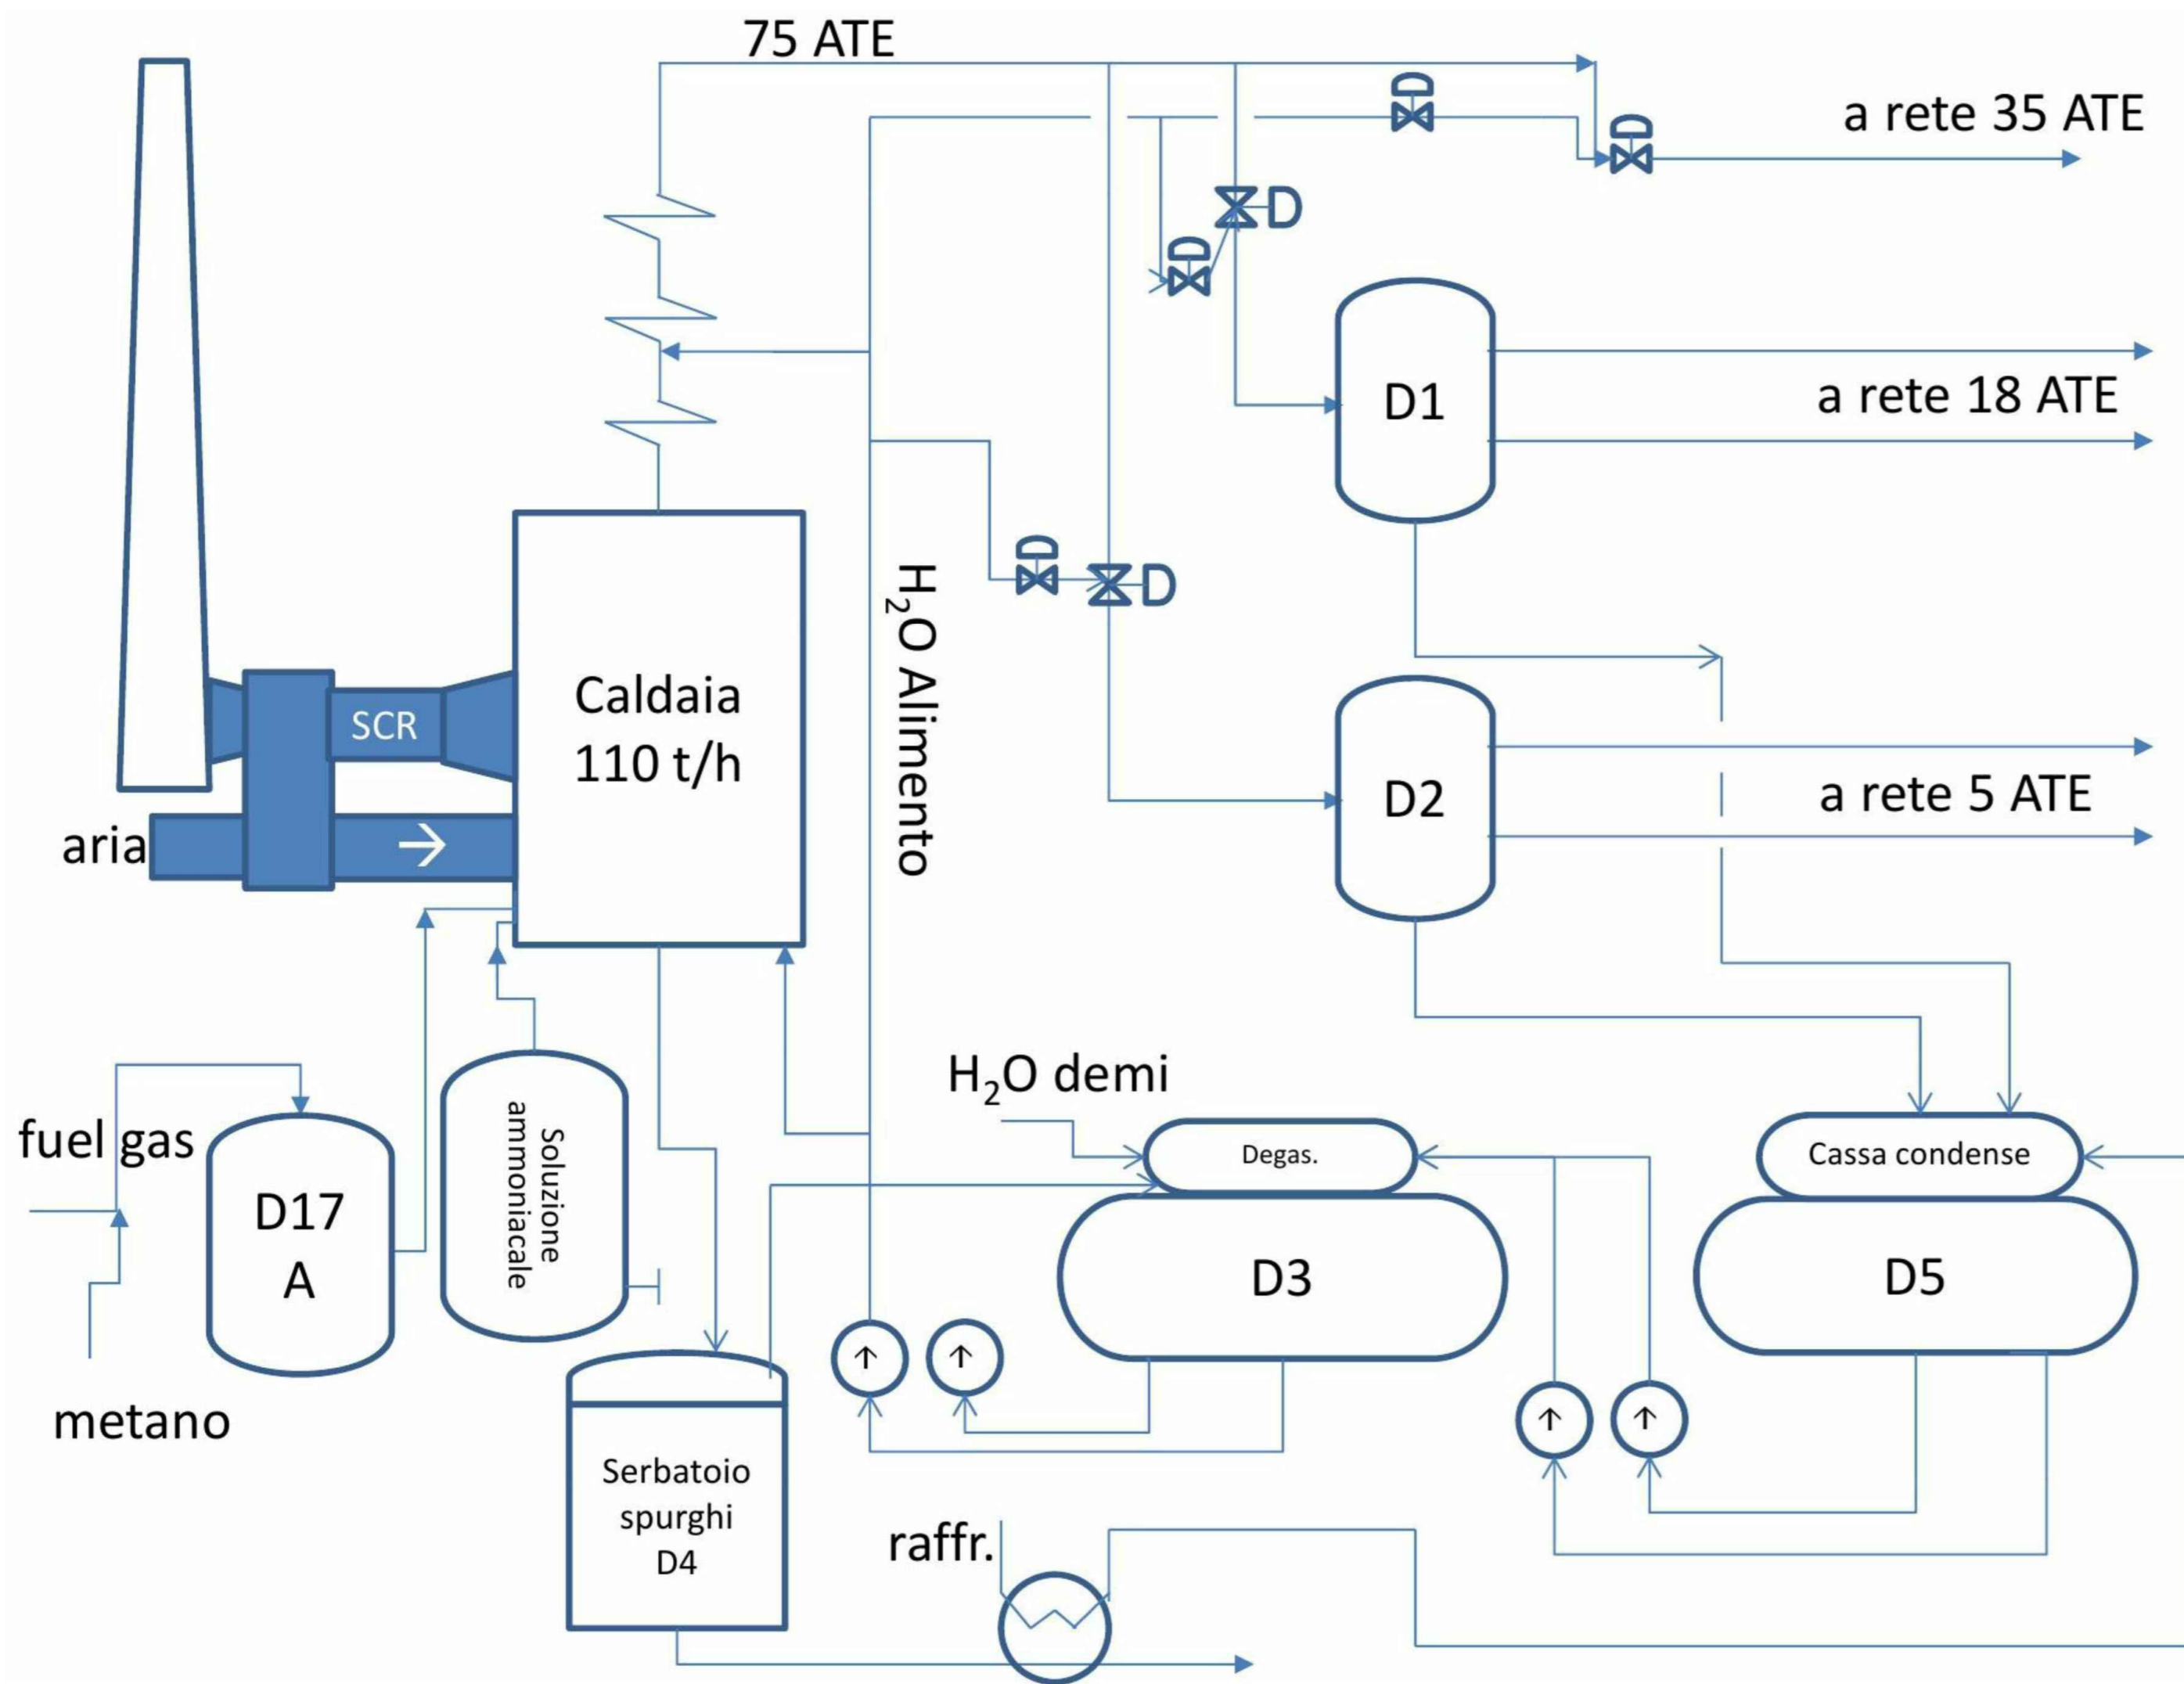 75 ATE
a rete 35 ATE
D
D
D
D
D1
a rete 18 ATE
D
D
H₂O Alimento
Caldaia
110 t/h
SCR
D2
a rete 5 ATE
aria
H₂O demi
fuel gas
D17
A
Soluzione
ammoniacale
Degas.
Cassa condense
D3
D5
metano
Serbatoio
spurghi
D4
raffr.